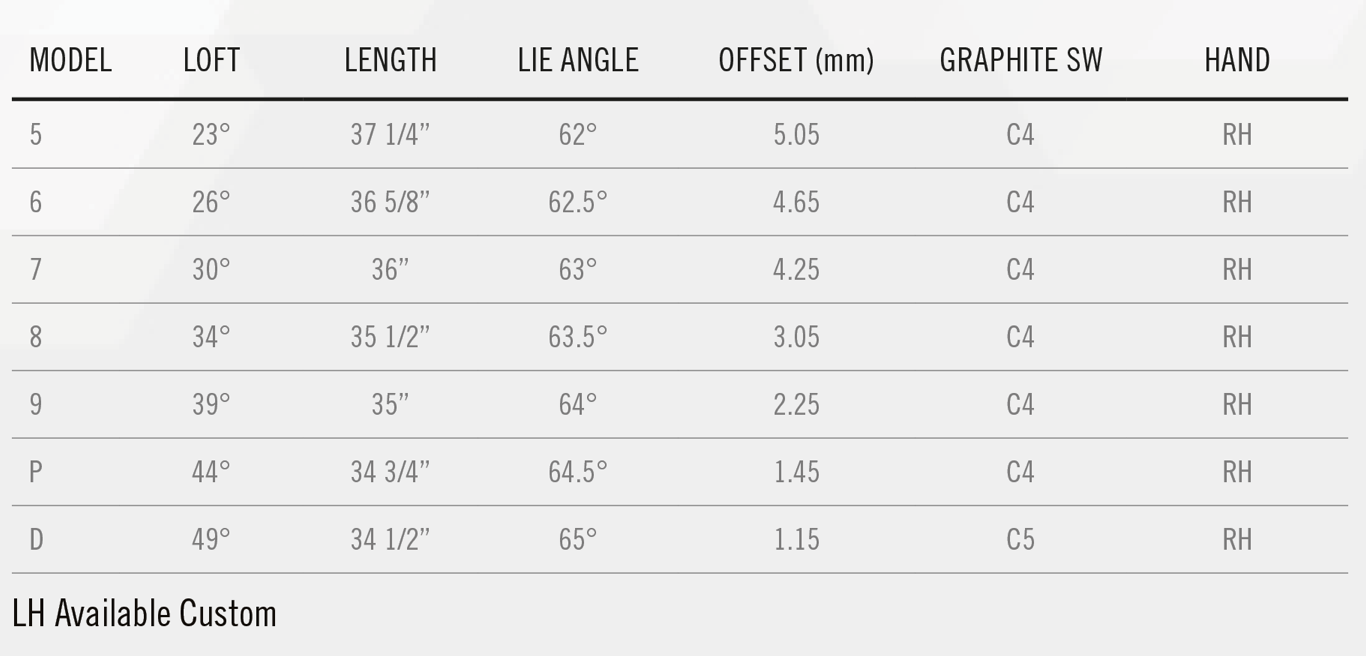 MODEL LOFT LENGTH LIE ANGLE OFFSET (mm) GRAPHITE SW HAND
5 23° 37 1/4” 62° 5.05 C4 RH
6 26° 36 5/8” 62.5° 4.65 C4 RH
7 30° 36” 63° 4.25 C4 RH
8 34° 35 1/2” 63.5° 3.05 C4 RH
9 39° 35” 64° 2.25 C4 RH
P 44° 34 3/4” 64.5° 1.45 C4 RH
D 49° 34 1/2” 65° 1.15 C5 RH
LH Available Custom